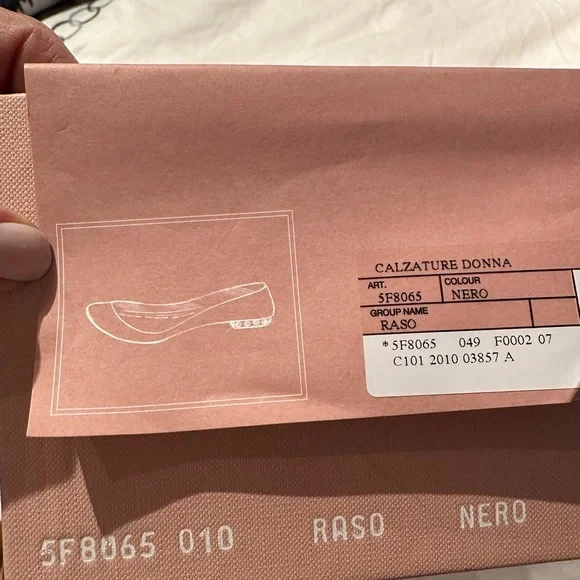 CALZATURE DONNA
ART. COLOUR
5F8065 NERO
GROUP NAME
RASO
*5F8065 049 F0002 07
C101 2010 03857 A
5F8065 010 RASO NERO